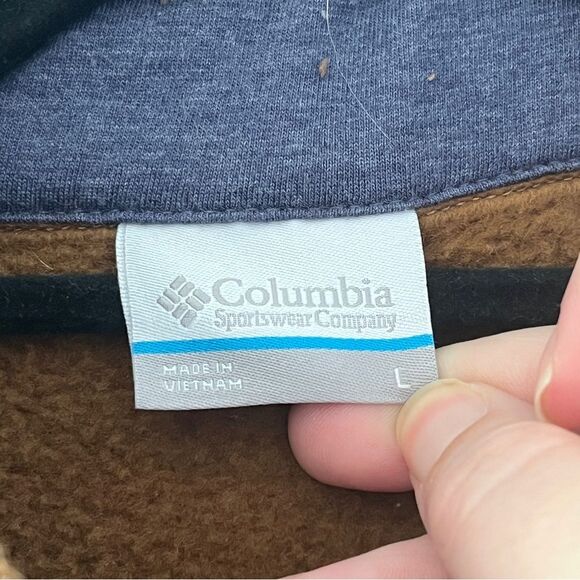 Columbia
Sportswear Company
MADE IN
VIETNAM
L